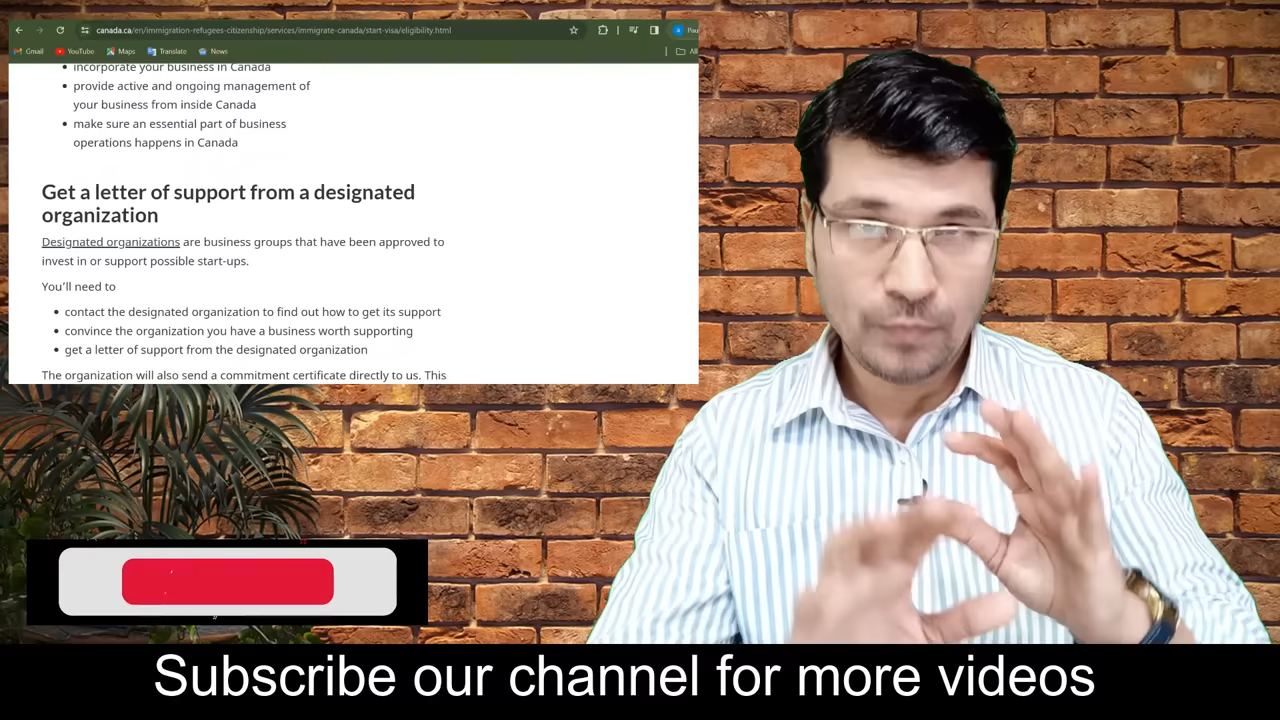 canada.ca/en/immigration-refugees-citizenship/services/immigrate-canada/start-visa/eligibility.html
Gmail YouTube Maps Translate News All
incorporate your business in Canada
provide active and ongoing management of
your business from inside Canada
make sure an essential part of business
operations happens in Canada
Get a letter of support from a designated
organization
Designated organizations are business groups that have been approved to
invest in or support possible start-ups.
You’ll need to
contact the designated organization to find out how to get its support
convince the organization you have a business worth supporting
get a letter of support from the designated organization
The organization will also send a commitment certificate directly to us. This
Subscribe our channel for more videos